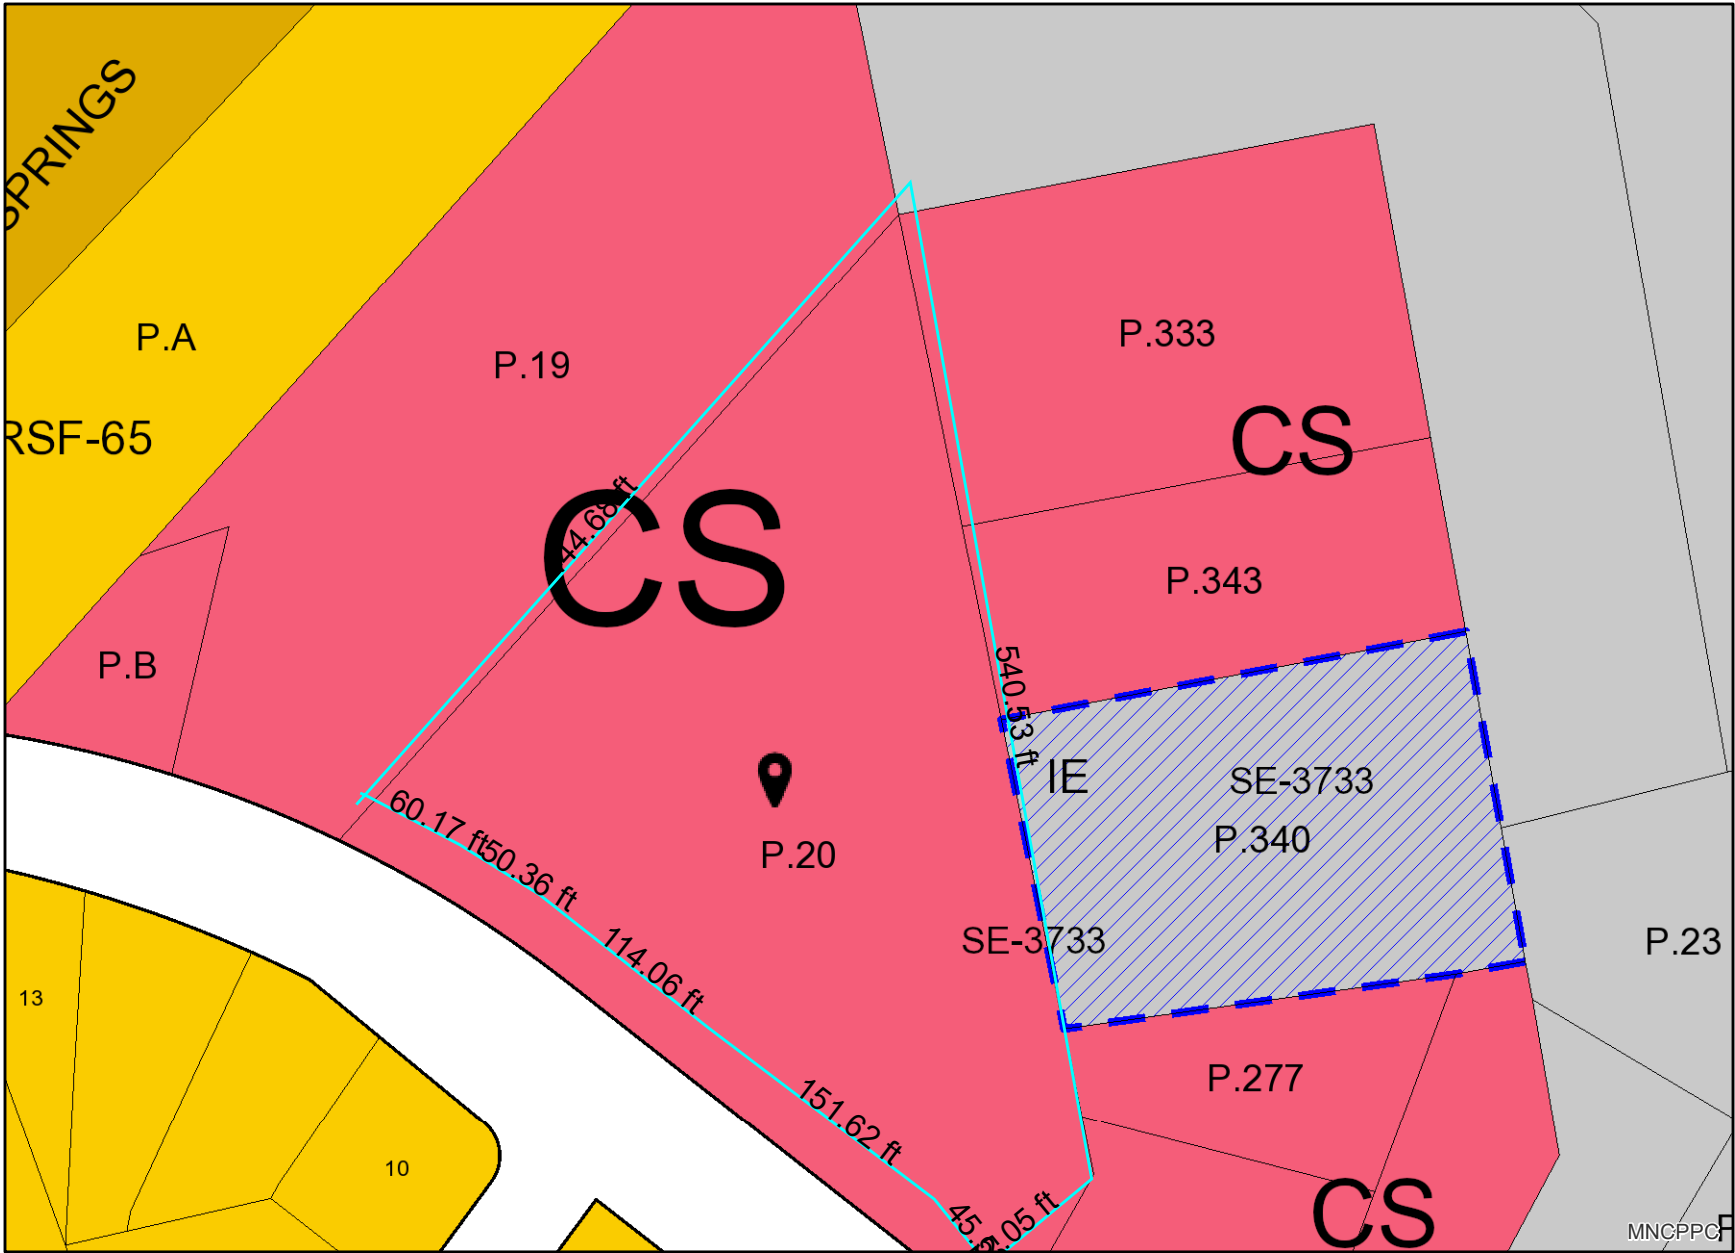 SPRINGS
P.A
RSF-65
P.19
P.333
CS
CS
44.68 ft
P.343
P.B
540.53 ft
IE
SE-3733
P.340
60.17 ft
50.36 ft
P.20
114.06 ft
SE-3733
P.23
13
151.62 ft
P.277
10
CS
MNCPPC